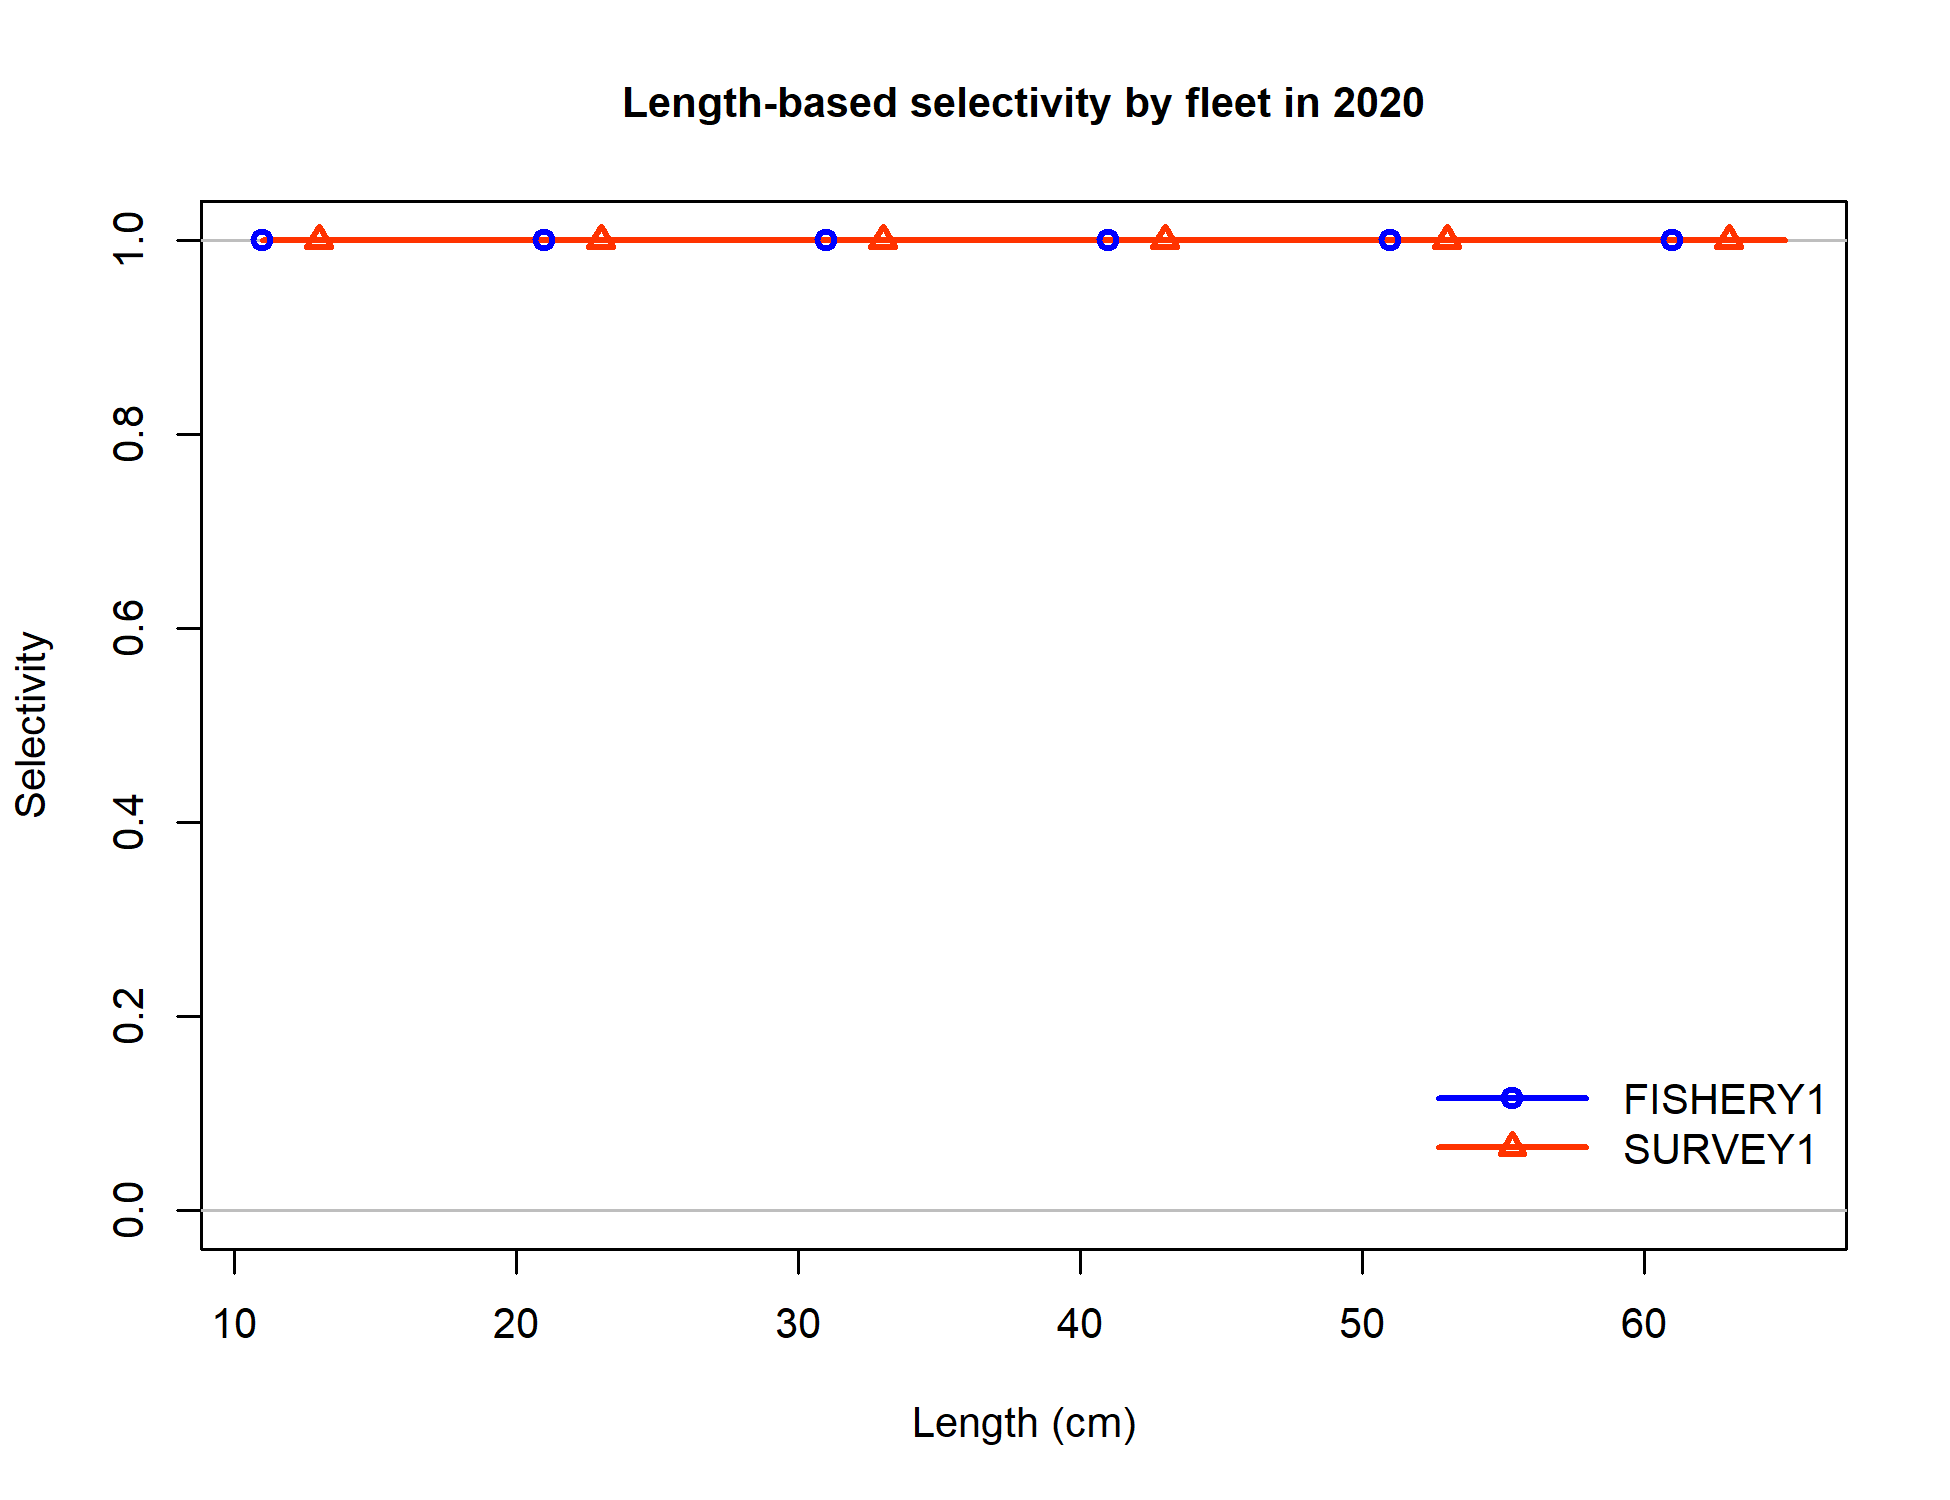 Length-based selectivity by fleet in 2020
Selectivity
1.0
0.8
0.6
0.4
0.2
0.0
FISHERY1
SURVEY1
10 20 30 40 50 60
Length (cm)